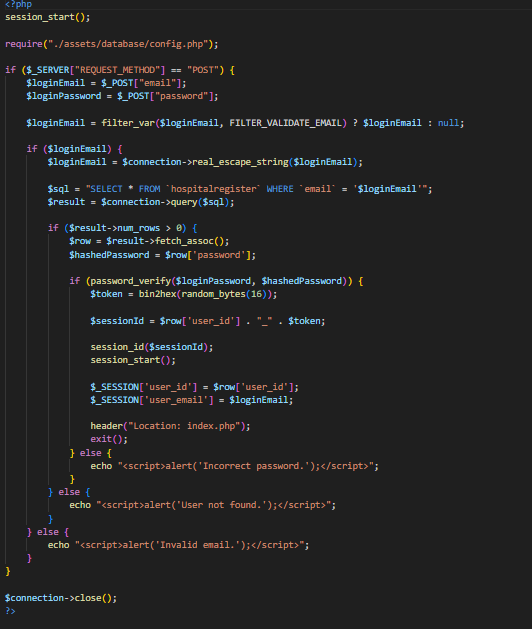 <?php
session_start();
require("./assets/database/config.php");
if ($_SERVER["REQUEST_METHOD"] == "POST") {
$loginEmail = $_POST["email"];
$loginPassword = $_POST["password"];
$loginEmail = filter_var($loginEmail, FILTER_VALIDATE_EMAIL) ? $loginEmail : null;
if ($loginEmail) {
$loginEmail = $connection->real_escape_string($loginEmail);
$sql = "SELECT * FROM `hospitalregister` WHERE `email` = '$loginEmail'";
$result = $connection->query($sql);
if ($result->num_rows > 0) {
$row = $result->fetch_assoc();
$hashedPassword = $row['password'];
if (password_verify($loginPassword, $hashedPassword)) {
$token = bin2hex(random_bytes(16));
$sessionId = $row['user_id'] . "_" . $token;
session_id($sessionId);
session_start();
$_SESSION['user_id'] = $row['user_id'];
$_SESSION['user_email'] = $loginEmail;
header("Location: index.php");
exit();
} else {
echo "<script>alert('Incorrect password.');</script>";
}
} else {
echo "<script>alert('User not found.');</script>";
}
} else {
echo "<script>alert('Invalid email.');</script>";
}
}
$connection->close();
?>